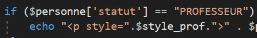 if ($personne['statut'] == "PROFESSEUR")
echo "<p style=".$style_prof.">" . $p